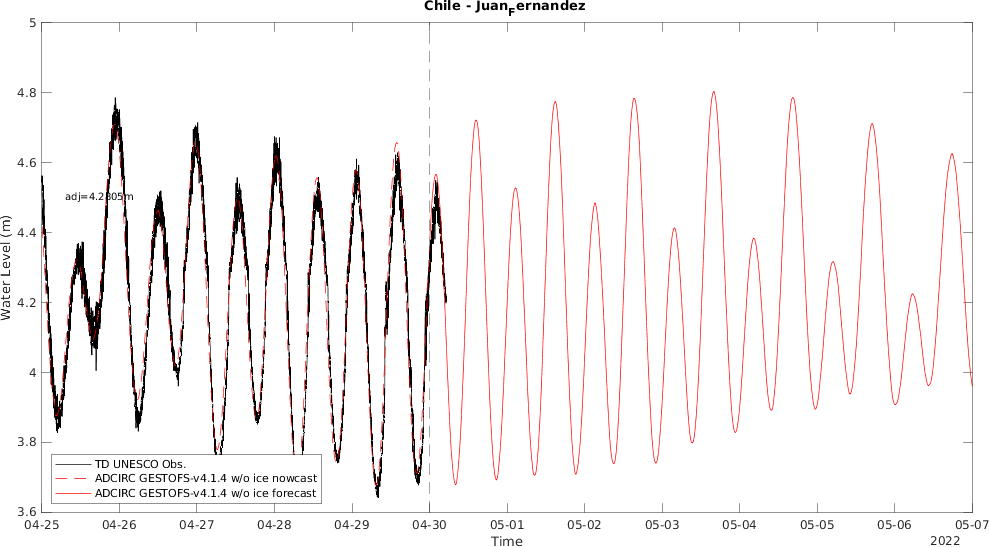 Chile - Juan_Fernandez
5
4.8
4.6
4.4
4.2
4
3.8
3.6
Water Level (m)
adj=4.2305m
TD UNESCO Obs.
ADCIRC GESTOFS-v4.1.4 w/o ice nowcast
ADCIRC GESTOFS-v4.1.4 w/o ice forecast
04-25 04-26 04-27 04-28 04-29 04-30 05-01 05-02 05-03 05-04 05-05 05-06 05-07
Time
2022